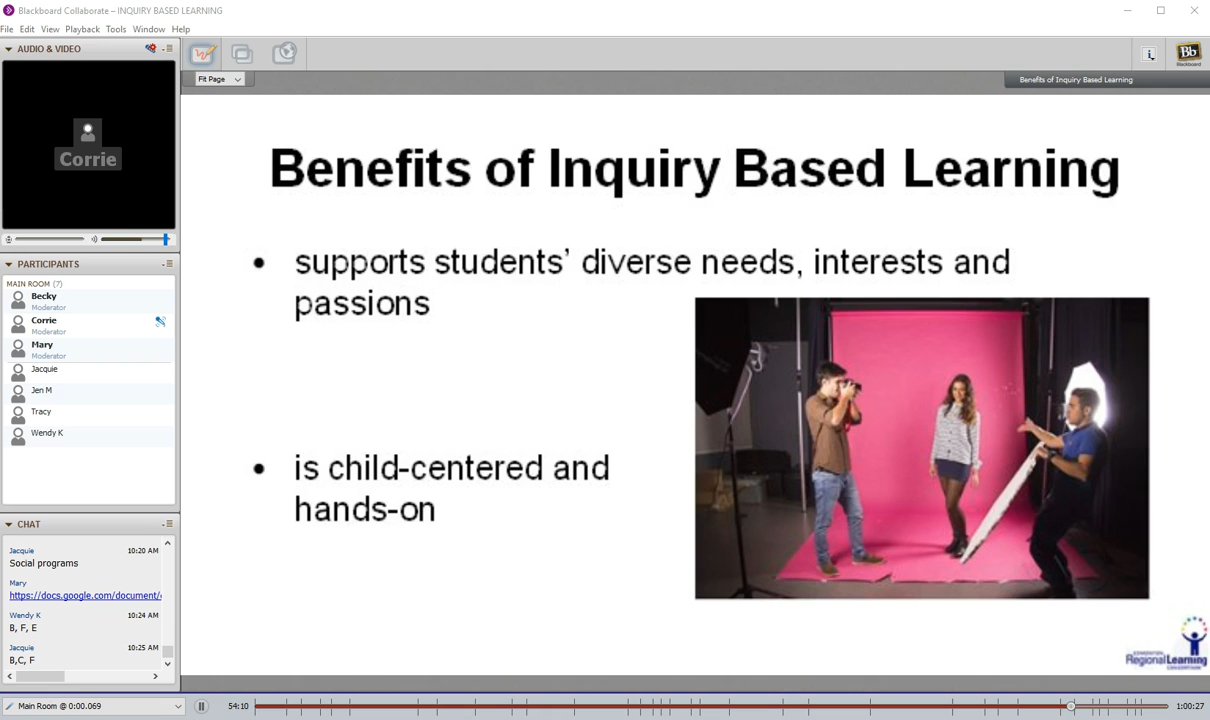 Blackboard Collaborate – INQUIRY BASED LEARNING
File Edit View Playback Tools Window Help
AUDIO & VIDEO
Corrie
PARTICIPANTS
MAIN ROOM (7)
Becky
Moderator
Corrie
Moderator
Mary
Moderator
Jacquie
Jen M
Tracy
Wendy K
CHAT
Jacquie 10:20 AM
Social programs
Mary
https://docs.google.com/document/
Wendy K 10:24 AM
B, F, E
Jacquie 10:25 AM
B,C, F
Fit Page
Benefits of Inquiry Based Learning
Bb
Blackboard
Benefits of Inquiry Based Learning
• supports students’ diverse needs, interests and
passions
• is child-centered and
hands-on
EDMONTON
Regional Learning
CONSORTIUM
Main Room @ 0:00.069
54:10
1:00:27